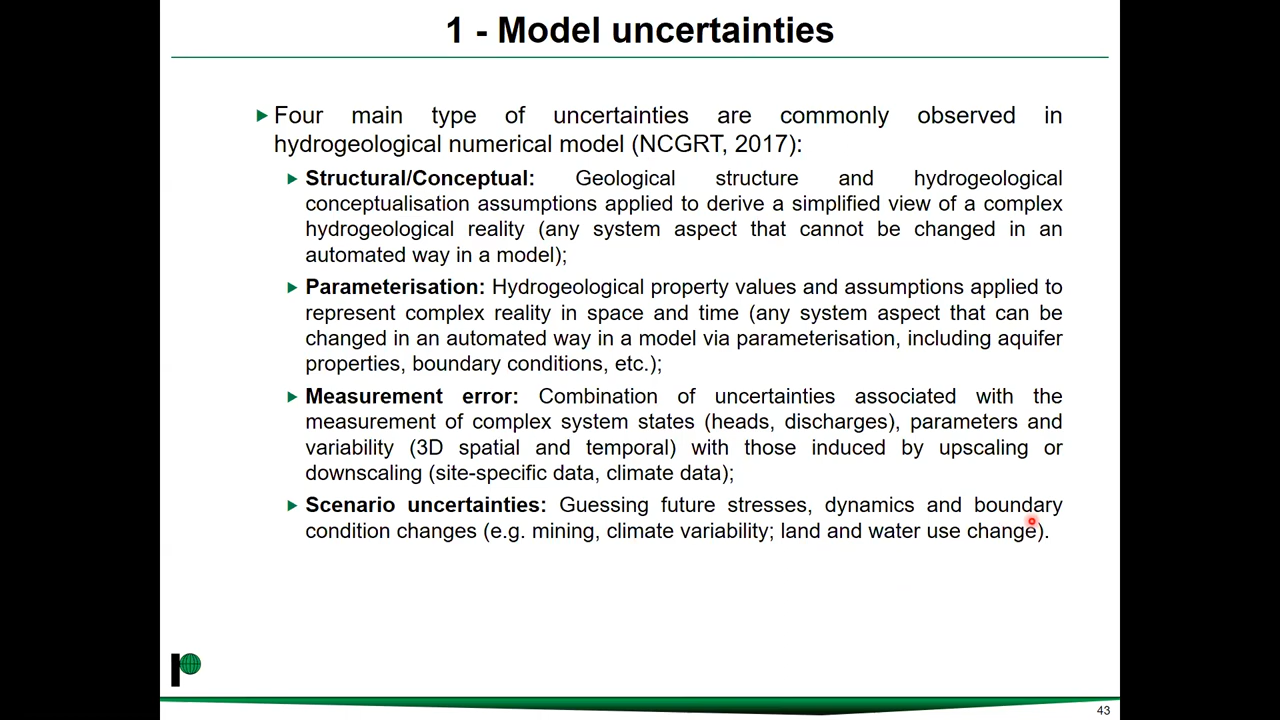 1 - Model uncertainties
Four main type of uncertainties are commonly observed in
hydrogeological numerical model (NCGRT, 2017):
Structural/Conceptual: Geological structure and hydrogeological
conceptualisation assumptions applied to derive a simplified view of a complex
hydrogeological reality (any system aspect that cannot be changed in an
automated way in a model);
Parameterisation: Hydrogeological property values and assumptions applied to
represent complex reality in space and time (any system aspect that can be
changed in an automated way in a model via parameterisation, including aquifer
properties, boundary conditions, etc.);
Measurement error: Combination of uncertainties associated with the
measurement of complex system states (heads, discharges), parameters and
variability (3D spatial and temporal) with those induced by upscaling or
downscaling (site-specific data, climate data);
Scenario uncertainties: Guessing future stresses, dynamics and boundary
condition changes (e.g. mining, climate variability; land and water use change).
43